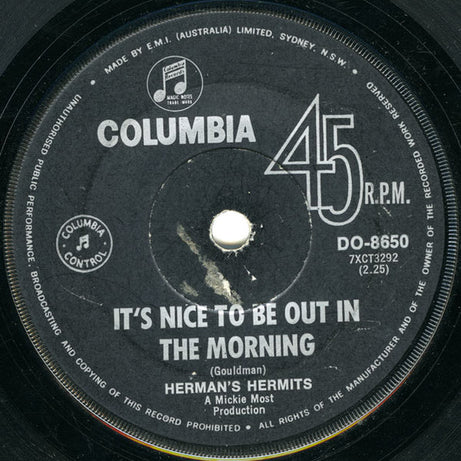 MADE BY E.M.I. (AUSTRALIA) LIMITED, SYDNEY, N.S.W.
UNAUTHORISED PUBLIC PERFORMANCE, BROADCASTING AND COPYING OF THIS RECORD PROHIBITED • ALL RIGHTS OF THE MANUFACTURER AND OF THE OWNER OF THE RECORDED WORK RESERVED
MAGIC NOTES
TRADE MARK
COLUMBIA
45
R.P.M.
COLUMBIA
CONTROL
DO-8650
7XCT3292
(2.25)
IT'S NICE TO BE OUT IN
THE MORNING
(Gouldman)
HERMAN'S HERMITS
A Mickie Most
Production